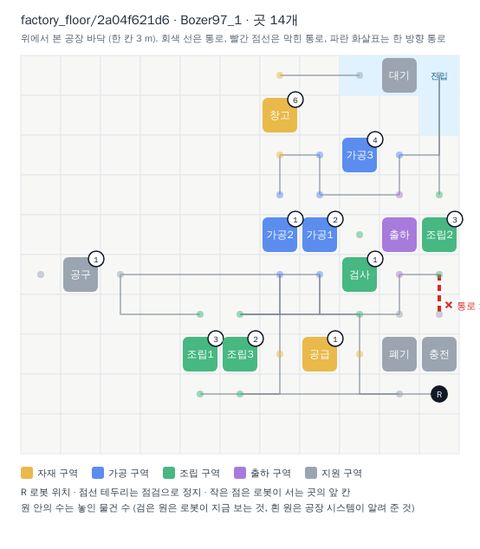 factory_floor/2a04f621d6 · Bozer97_1 · 곳 14개
위에서 본 공장 바닥 (한 칸 3 m). 회색 선은 통로, 빨간 점선은 막힌 통로, 파란 화살표는 한 방향 통로
대기
전립
6
창고
4
가공3
1
가공2
2
가공1
출하
3
조립2
1
공구
1
검사
✖ 통로
3
조립1
2
조립3
1
공급
폐기
충전
R
자재 구역
가공 구역
조립 구역
출하 구역
지원 구역
R 로봇 위치 · 점선 테두리는 점검으로 정지 · 작은 점은 로봇이 서는 곳의 앞 칸
원 안의 수는 놓인 물건 수 (검은 원은 로봇이 지금 보는 것, 흰 원은 공장 시스템이 알려 준 것)